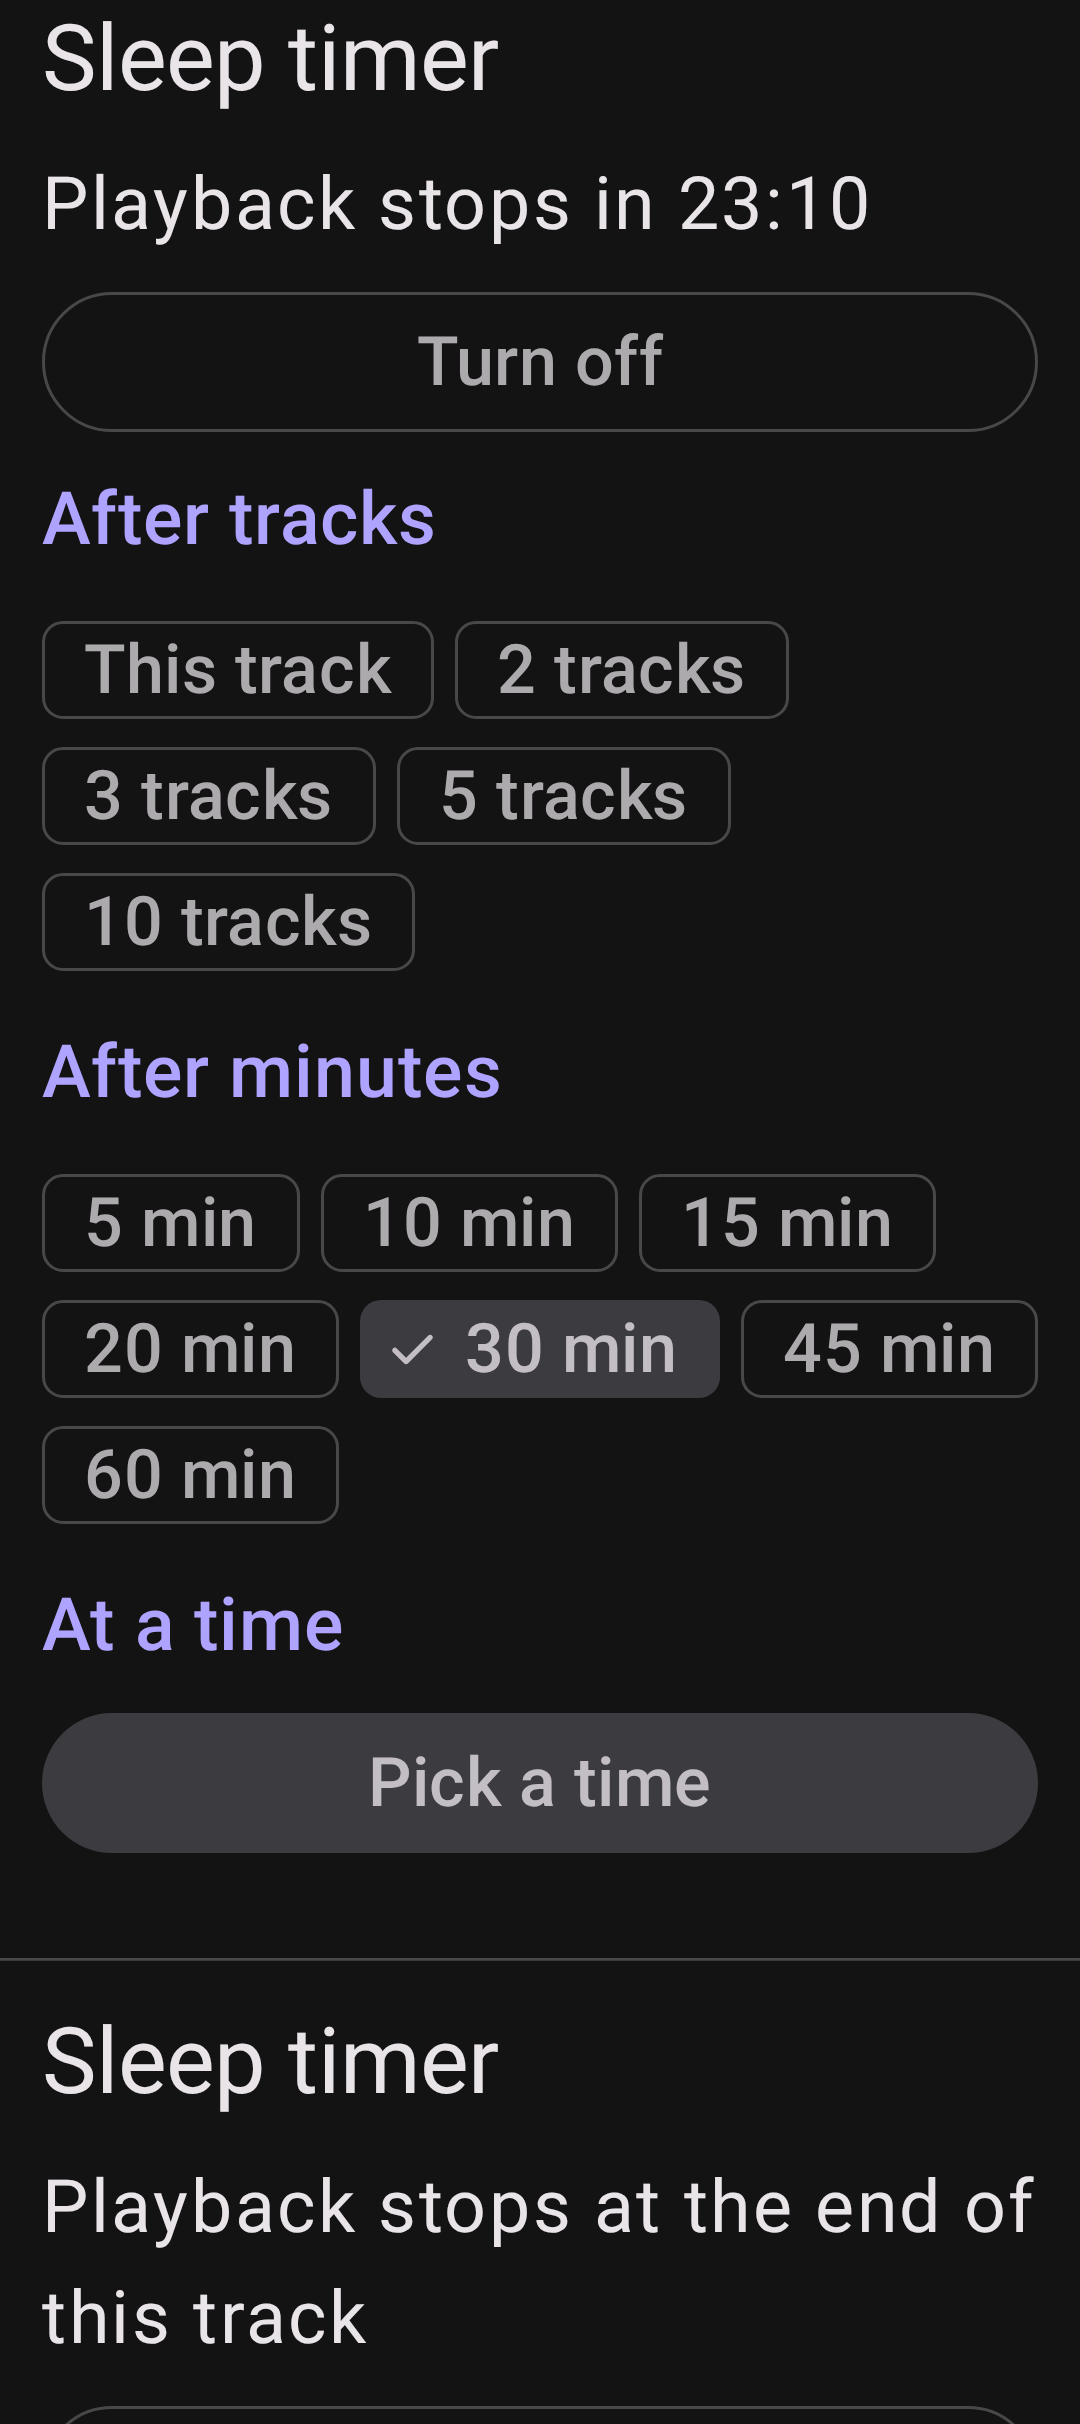 Sleep timer
Playback stops in 23:10
Turn off
After tracks
This track
2 tracks
3 tracks
5 tracks
10 tracks
After minutes
5 min
10 min
15 min
20 min
30 min
45 min
60 min
At a time
Pick a time
Sleep timer
Playback stops at the end of
this track